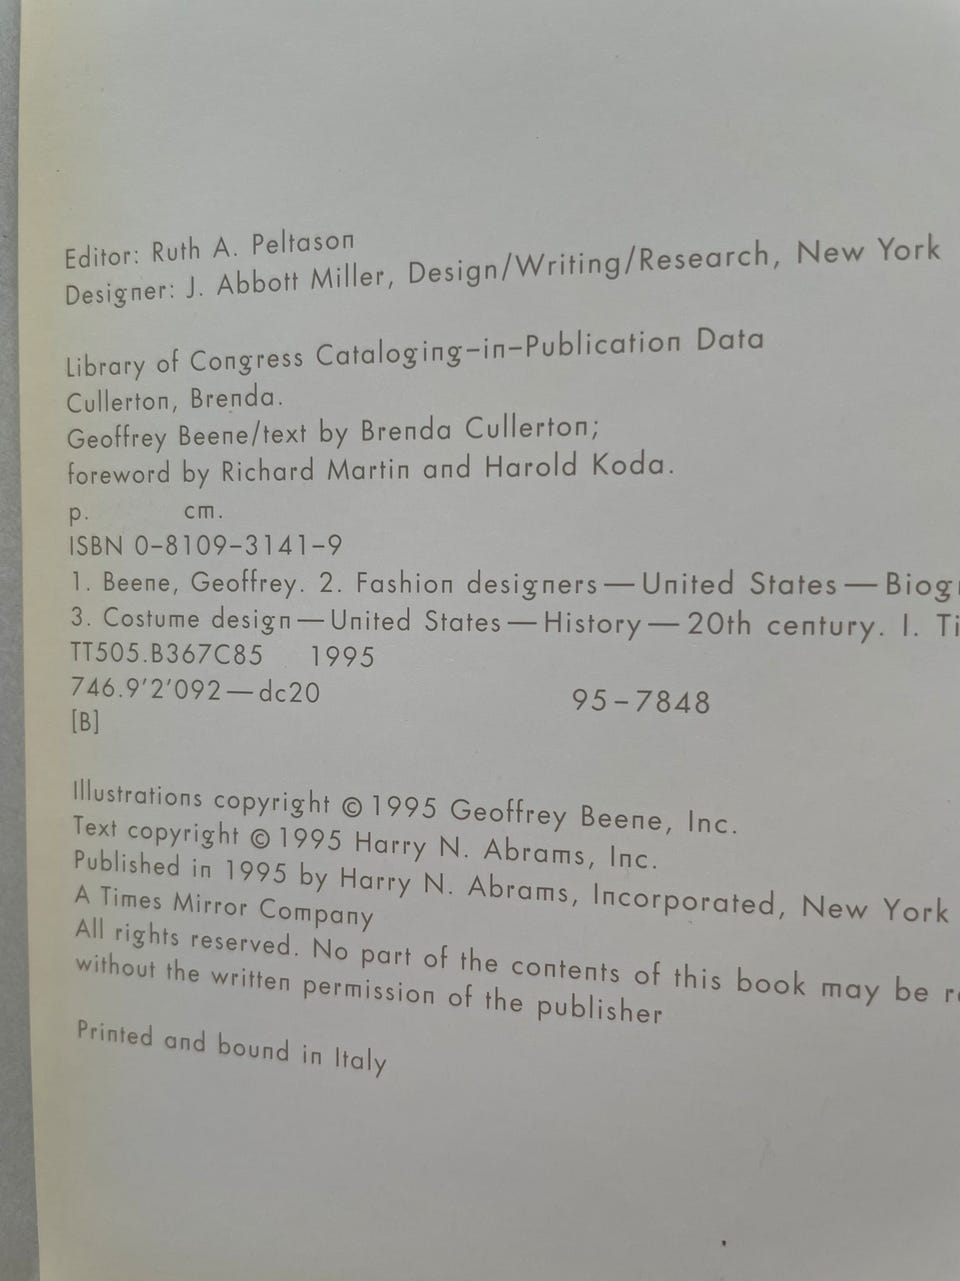 Editor: Ruth A. Peltason
Designer: J. Abbott Miller, Design/Writing/Research, New York
Library of Congress Cataloging-in-Publication Data
Cullerton, Brenda.
Geoffrey Beene/text by Brenda Cullerton;
foreword by Richard Martin and Harold Koda.
p. cm.
ISBN 0-8109-3141-9
1. Beene, Geoffrey. 2. Fashion designers — United States —
3. Costume design — United States — History — 20th century. I.
TT505.B367C85 1995
746.9'2'092 — dc20 95-7848
[B]
Illustrations copyright © 1995 Geoffrey Beene, Inc.
Text copyright © 1995 Harry N. Abrams, Inc.
Published in 1995 by Harry N. Abrams, Incorporated, New York
A Times Mirror Company
All rights reserved. No part of the contents of this book may be
without the written permission of the publisher
Printed and bound in Italy